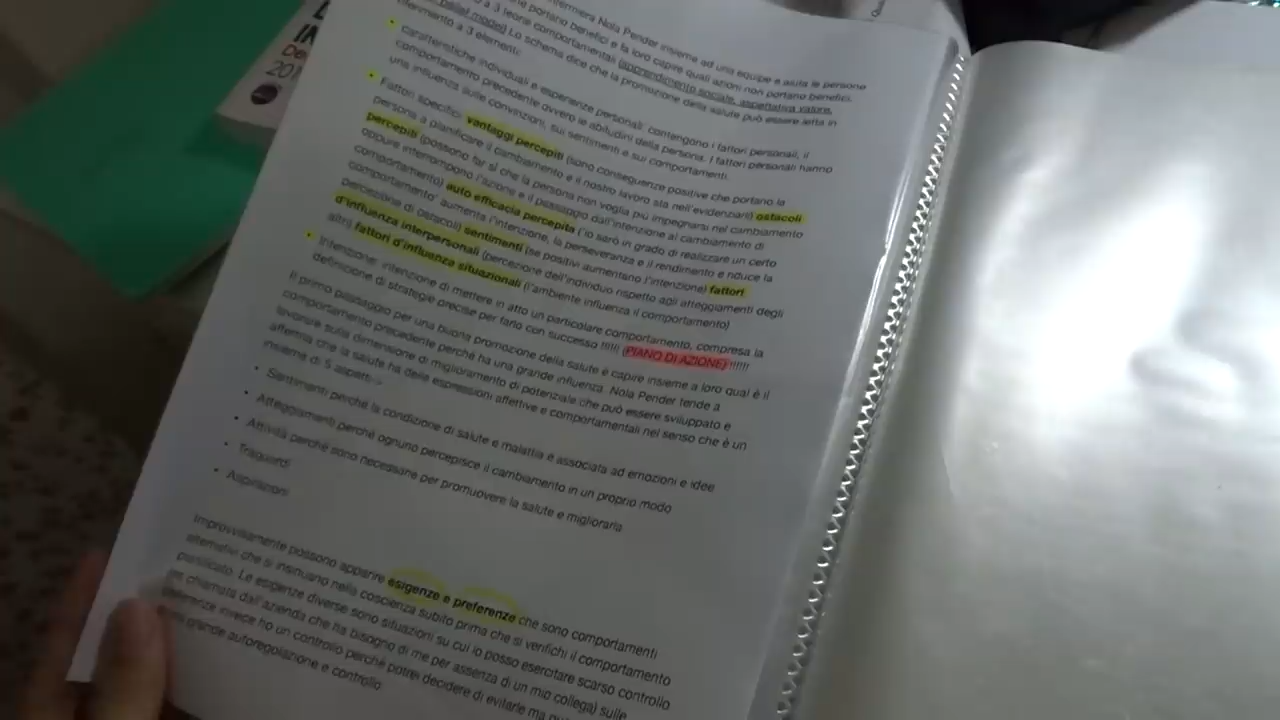 infermiera Nola Pender insieme ad una equipe e aiuta le persone
portano benefici e la loro capire quali azioni non portano benefici.
a 3 teorie comportamentali (apprendimento sociale, aspettativa valore,
belief model) Lo schema dice che la promozione della salute può essere letta in
riferimento a 3 elementi:
• Caratteristiche individuali e esperienze personali: contengono i fattori personali, il
comportamento precedente ovvero le abitudini della persona. I fattori personali hanno
una influenza sulle convinzioni, sui sentimenti e sui comportamenti.
• Fattori specifici: vantaggi percepiti (sono conseguenze positive che portano la
persona a pianificare il cambiamento e il nostro lavoro sta nell'evidenziarli) ostacoli
percepiti (possono far sì che la persona non voglia più impegnarsi nel cambiamento
oppure interrompono l'azione e il passaggio dall'intenzione al cambiamento di
comportamento) auto efficacia percepita ('io sarò in grado di realizzare un certo
comportamento' aumenta l'intenzione, la perseveranza e il rendimento e riduce la
percezione di ostacoli) sentimenti (se positivi aumentano l'intenzione) fattori
d'influenza interpersonali (percezione dell'individuo rispetto agli atteggiamenti degli
altri) fattori d'influenza situazionali (l'ambiente influenza il comportamento)
• Intenzione: intenzione di mettere in atto un particolare comportamento, compresa la
definizione di strategie precise per farlo con successo !!!!! (PIANO DI AZIONE) !!!!!!
Il primo passaggio per una buona promozione della salute è capire insieme a loro qual è il
comportamento precedente perché ha una grande influenza. Nola Pender tende a
lavorare sulla dimensione di miglioramento di potenziale che può essere sviluppato e
afferma che la salute ha delle espressioni affettive e comportamentali nel senso che è un
insieme di 5 aspetti->
• Sentimenti perché la condizione di salute e malattia è associata ad emozioni e idee
• Atteggiamenti perché ognuno percepisce il cambiamento in un proprio modo
• Attività perché sono necessarie per promuovere la salute e migliorarla
• Traguardi
• Aspirazioni
Improvvisamente possono apparire esigenze e preferenze che sono comportamenti
alternativi che si insinuano nella coscienza subito prima che si verifichi il comportamento
pianificato. Le esigenze diverse sono situazioni su cui io posso esercitare scarso controllo
chiamata dall'azienda che ha bisogno di me per assenza di un mio collega) sulle
preferenze invece ho un controllo perché potrei decidere di evitarle ma
grande autoregolazione e controllo